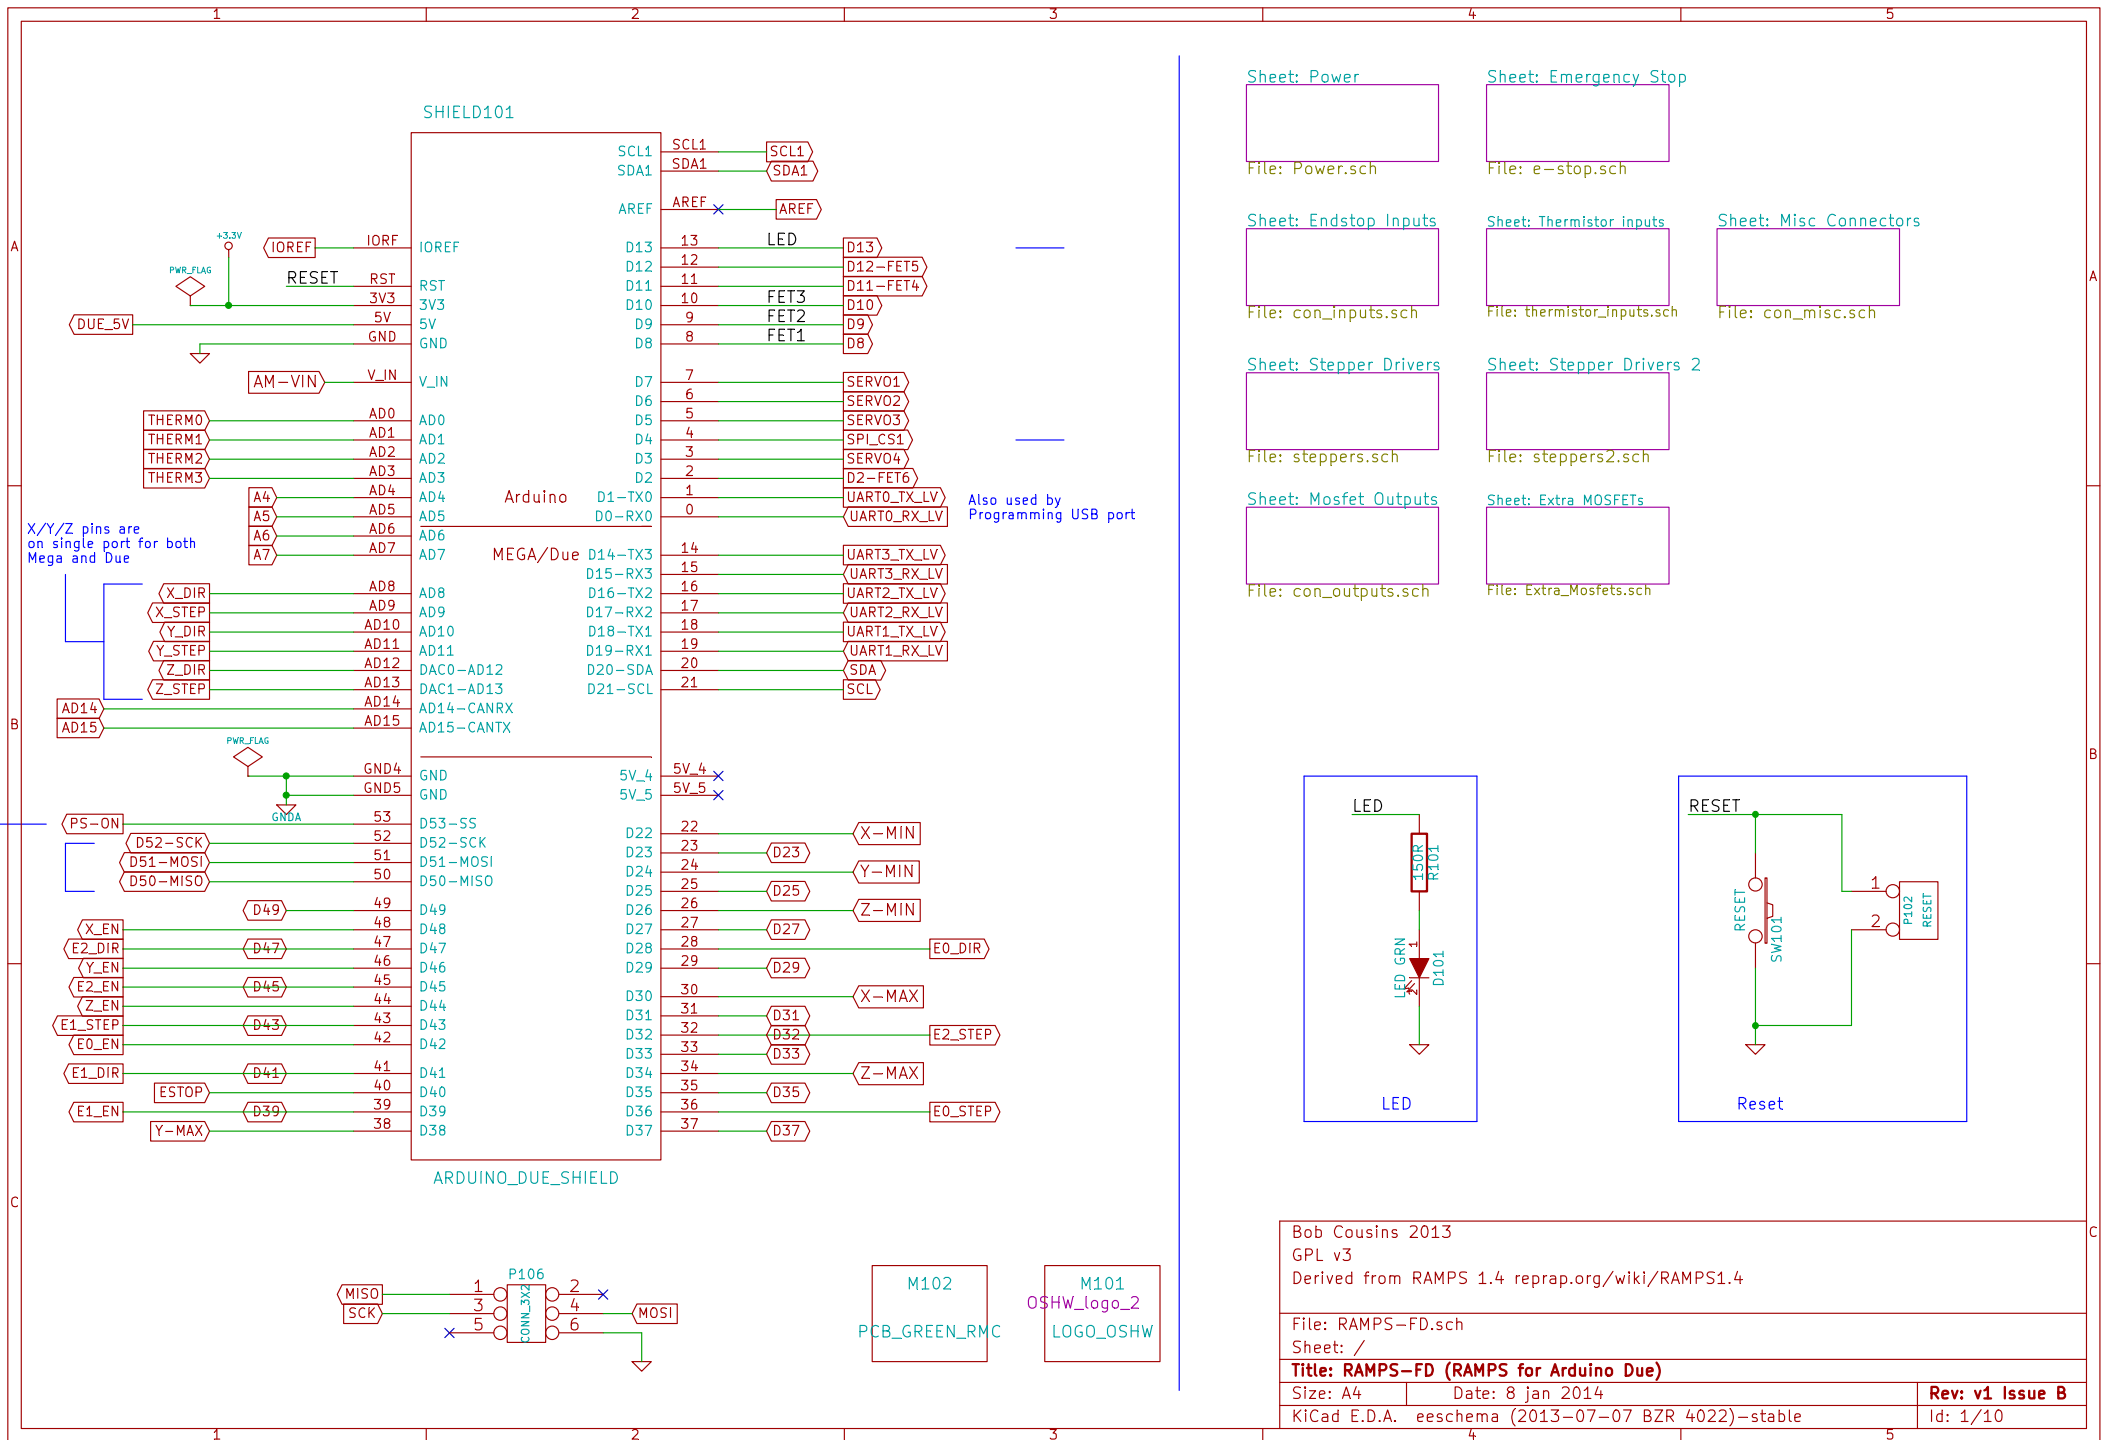 1 2 3 4 5
A
B
C
A
B
C
SHIELD101
SCL1 SCL1 SCL1
SDA1 SDA1 SDA1
AREF AREF AREF
+3.3V
IOREF IORF IOREF
D13 13 LED D13
D12 12 D12-FET5
PWR_FLAG
RESET RST RST
D11 11 D11-FET4
3V3 3V3
D10 10 FET3 D10
DUE_5V 5V 5V
D9 9 FET2 D9
GND GND
D8 8 FET1 D8
AM-VIN V_IN V_IN
D7 7 SERVO1
D6 6 SERVO2
THERM0 AD0 AD0
D5 5 SERVO3
THERM1 AD1 AD1
D4 4 SPI_CS1
THERM2 AD2 AD2
D3 3 SERVO4
THERM3 AD3 AD3
D2 2 D2-FET6
A4 AD4 AD4
Arduino
D1-TX0 1 UART0_TX_LV
A5 AD5 AD5
D0-RX0 0 UART0_RX_LV
Also used by
Programming USB port
A6 AD6 AD6
A7 AD7 AD7
X/Y/Z pins are
on single port for both
Mega and Due
MEGA/Due
D14-TX3 14 UART3_TX_LV
D15-RX3 15 UART3_RX_LV
X_DIR AD8 AD8
D16-TX2 16 UART2_TX_LV
X_STEP AD9 AD9
D17-RX2 17 UART2_RX_LV
Y_DIR AD10 AD10
D18-TX1 18 UART1_TX_LV
Y_STEP AD11 AD11
D19-RX1 19 UART1_RX_LV
Z_DIR AD12 DAC0-AD12
D20-SDA 20 SDA
Z_STEP AD13 DAC1-AD13
D21-SCL 21 SCL
AD14 AD14 AD14-CANRX
AD15 AD15 AD15-CANTX
PWR_FLAG
GND4 GND
5V_4 5V_4
GND5 GND
5V_5 5V_5
GNDA
PS-ON 53 D53-SS
D22 22 X-MIN
D52-SCK 52 D52-SCK
D23 23 D23
D51-MOSI 51 D51-MOSI
D24 24 Y-MIN
D50-MISO 50 D50-MISO
D25 25 D25
D49 49 D49
D26 26 Z-MIN
X_EN 48 D48
D27 27 D27
E2_DIR D47 47 D47
D28 28 E0_DIR
Y_EN 46 D46
D29 29 D29
E2_EN D45 45 D45
D30 30 X-MAX
Z_EN 44 D44
D31 31 D31
E1_STEP D43 43 D43
D32 32 D32 E2_STEP
E0_EN 42 D42
D33 33 D33
E1_DIR D41 41 D41
D34 34 Z-MAX
ESTOP 40 D40
D35 35 D35
E1_EN D39 39 D39
D36 36 E0_STEP
Y-MAX 38 D38
D37 37 D37
ARDUINO_DUE_SHIELD
P106
MISO 1 2
SCK 3 4 MOSI
5 6
CONN_3X2
M102
PCB_GREEN_RMC
M101
OSHW_logo_2
LOGO_OSHW
Sheet: Power
File: Power.sch
Sheet: Emergency Stop
File: e-stop.sch
Sheet: Endstop Inputs
File: con_inputs.sch
Sheet: Thermistor inputs
File: thermistor_inputs.sch
Sheet: Misc Connectors
File: con_misc.sch
Sheet: Stepper Drivers
File: steppers.sch
Sheet: Stepper Drivers 2
File: steppers2.sch
Sheet: Mosfet Outputs
File: con_outputs.sch
Sheet: Extra MOSFETs
File: Extra_Mosfets.sch
LED
150R
R101
LED GRN
1
2
D101
LED
RESET
RESET
SW101
1
2
P102
RESET
Reset
Bob Cousins 2013
GPL v3
Derived from RAMPS 1.4 reprap.org/wiki/RAMPS1.4
File: RAMPS-FD.sch
Sheet: /
Title: RAMPS-FD (RAMPS for Arduino Due)
Size: A4 Date: 8 jan 2014 Rev: v1 Issue B
KiCad E.D.A. eeschema (2013-07-07 BZR 4022)-stable Id: 1/10
1 2 3 4 5